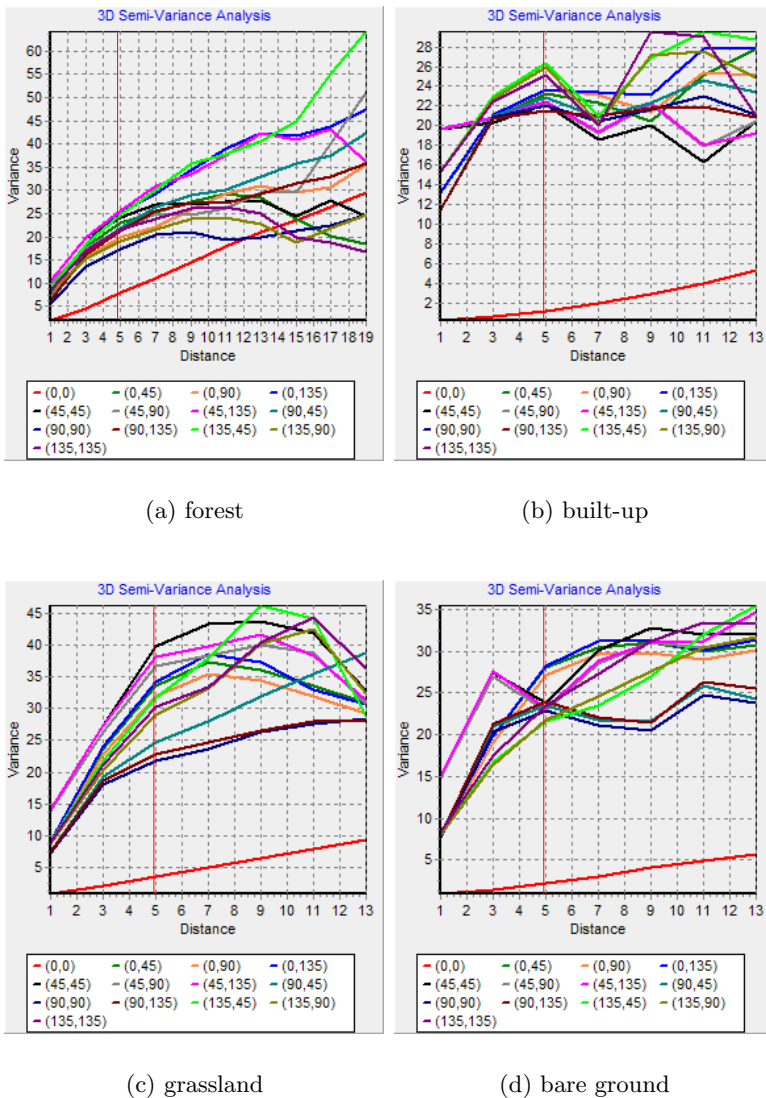 3D Semi-Variance Analysis
Variance
60
55
50
45
40
35
30
25
20
15
10
5
1 2 3 4 5 6 7 8 9 10 11 12 13 14 15 16 17 18 19
Distance
(0,0) (0,45) (0,90) (0,135)
(45,45) (45,90) (45,135) (90,45)
(90,90) (90,135) (135,45) (135,90)
(135,135)
(a) forest
3D Semi-Variance Analysis
Variance
28
26
24
22
20
18
16
14
12
10
8
6
4
2
1 2 3 4 5 6 7 8 9 10 11 12 13
Distance
(0,0) (0,45) (0,90) (0,135)
(45,45) (45,90) (45,135) (90,45)
(90,90) (90,135) (135,45) (135,90)
(135,135)
(b) built-up
3D Semi-Variance Analysis
Variance
45
40
35
30
25
20
15
10
5
1 2 3 4 5 6 7 8 9 10 11 12 13
Distance
(0,0) (0,45) (0,90) (0,135)
(45,45) (45,90) (45,135) (90,45)
(90,90) (90,135) (135,45) (135,90)
(135,135)
(c) grassland
3D Semi-Variance Analysis
Variance
35
30
25
20
15
10
5
1 2 3 4 5 6 7 8 9 10 11 12 13
Distance
(0,0) (0,45) (0,90) (0,135)
(45,45) (45,90) (45,135) (90,45)
(90,90) (90,135) (135,45) (135,90)
(135,135)
(d) bare ground